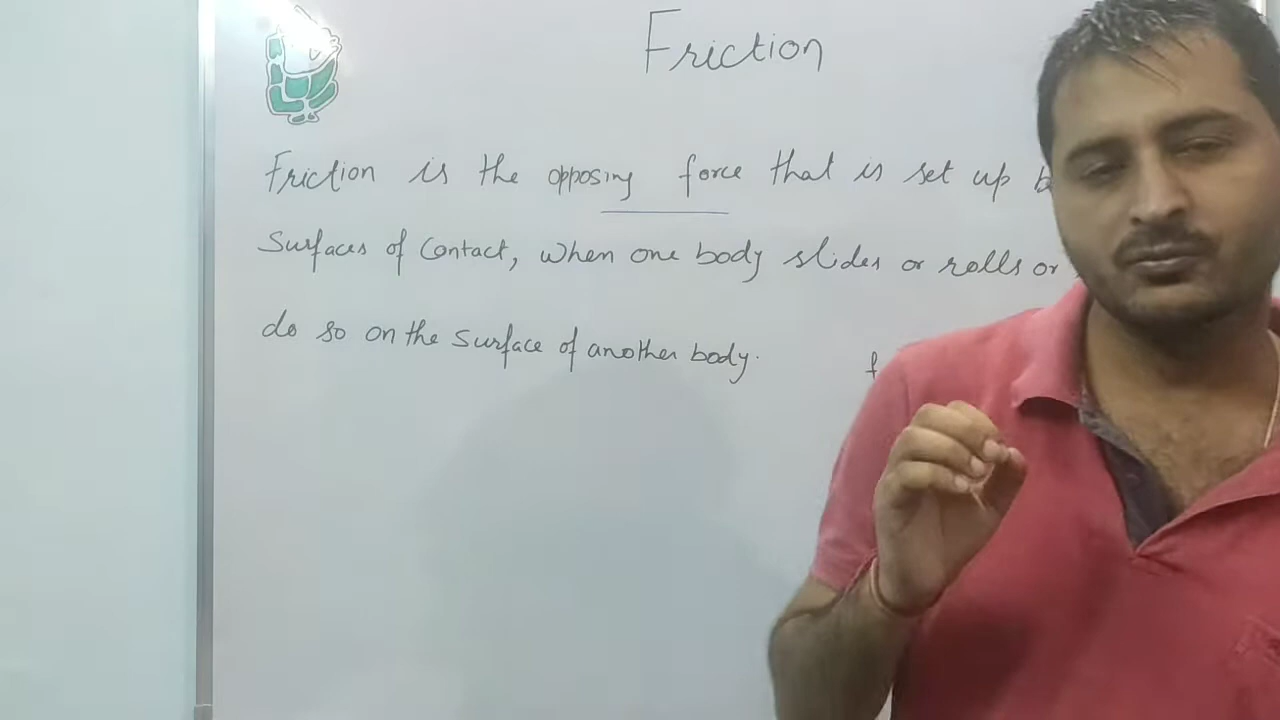 Friction
Friction is the opposing force that is set up
Surfaces of Contact, when one body slides or rolls or
do so on the surface of another body.
f